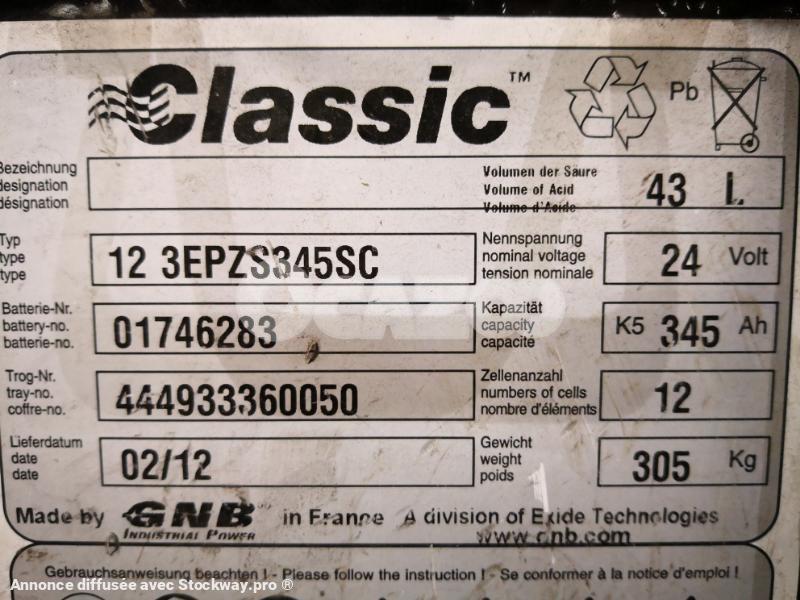 Classic™
Pb
Bezeichnung
designation
désignation
Volumen der Säure
Volume of Acid
Volume d'Acide
43 L
Typ
type
type
12 3EPZS345SC
Nennspannung
nominal voltage
tension nominale
24 Volt
Batterie-Nr.
battery-no.
batterie-no.
01746283
Kapazität
capacity
capacité
K5 345 Ah
Trog-Nr.
tray-no.
coffre-no.
444933360050
Zellenanzahl
numbers of cells
nombre d'éléments
12
Lieferdatum
date
date
02/12
Gewicht
weight
poids
305 Kg
Made by GNB in France A division of Exide Technologies
INDUSTRIAL POWER
www.gnb.com
Gebrauchsanweisung beachten ! - Please follow the instruction ! - Se conformer à la notice d'emploi !
Annonce diffusée avec Stockway.pro ®